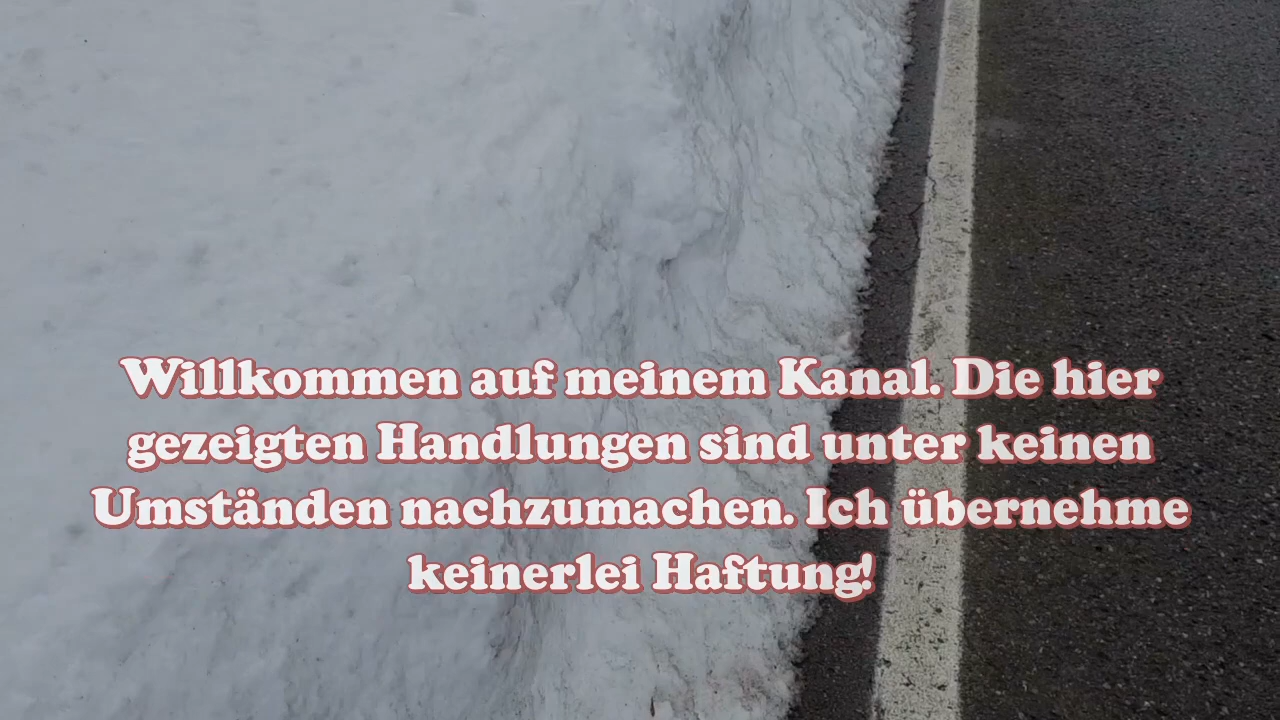 Willkommen auf meinem Kanal. Die hier
gezeigten Handlungen sind unter keinen
Umständen nachzumachen. Ich übernehme
keinerlei Haftung!